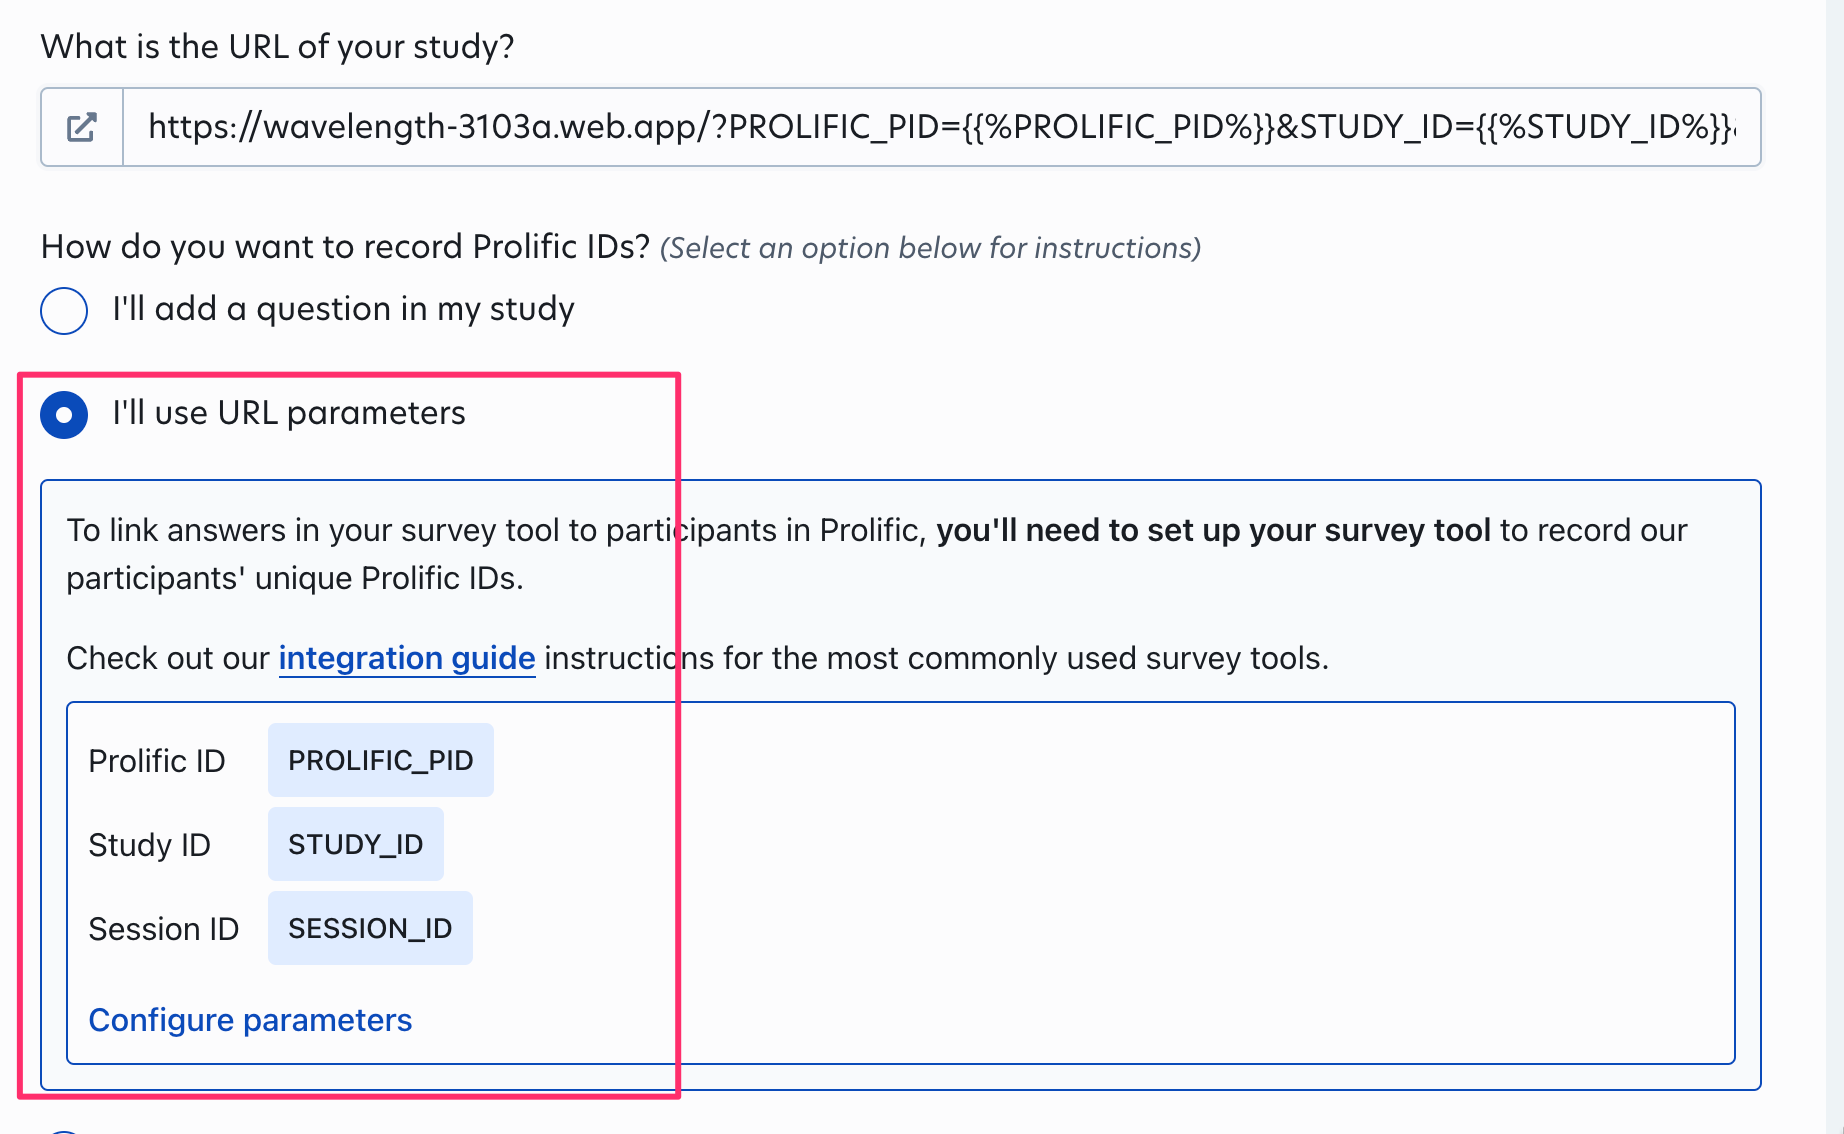 What is the URL of your study?
https://wavelength-3103a.web.app/?PROLIFIC_PID={{%PROLIFIC_PID%}}&STUDY_ID={{%STUDY_ID%}}
How do you want to record Prolific IDs? (Select an option below for instructions)
I'll add a question in my study
I'll use URL parameters
To link answers in your survey tool to participants in Prolific, you'll need to set up your survey tool to record our
participants' unique Prolific IDs.
Check out our integration guide instructions for the most commonly used survey tools.
Prolific ID PROLIFIC_PID
Study ID STUDY_ID
Session ID SESSION_ID
Configure parameters